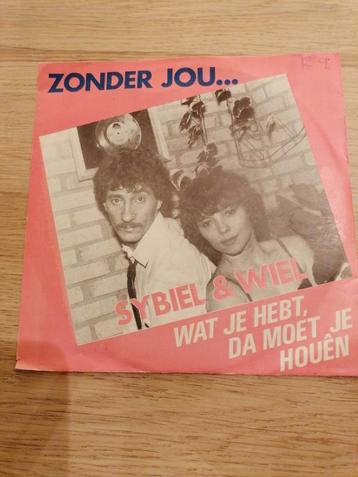 ZONDER JOU...
SYBIEL & WIEL
WAT JE HEBT,
DA MOET JE
HOUÊN